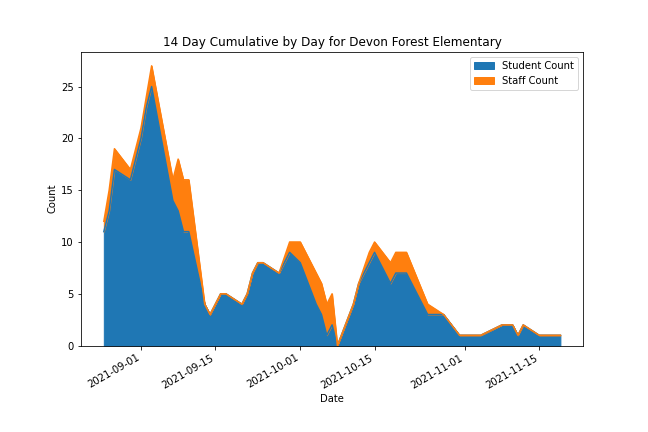 14 Day Cumulative by Day for Devon Forest Elementary
Student Count
Staff Count
25
20
15
10
5
0
Count
2021-09-01
2021-09-15
2021-10-01
2021-10-15
2021-11-01
2021-11-15
Date